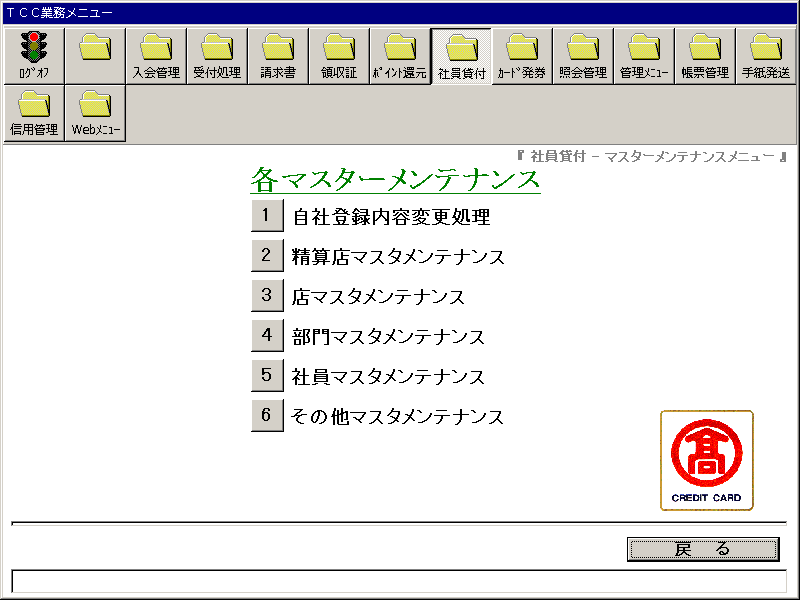 TCC業務メニュー
ﾛｸﾞｵﾌ
入会管理
受付処理
請求書
領収証
ﾎﾟｲﾝﾄ還元
社員貸付
ｶｰﾄﾞ発券
照会管理
管理ﾒﾆｭｰ
帳票管理
手紙発送
信用管理
Webﾒﾆｭｰ
『 社員貸付 − マスターメンテナンスメニュー 』
各マスターメンテナンス
1 自社登録内容変更処理
2 精算店マスタメンテナンス
3 店マスタメンテナンス
4 部門マスタメンテナンス
5 社員マスタメンテナンス
6 その他マスタメンテナンス
髙
CREDIT CARD
戻 る